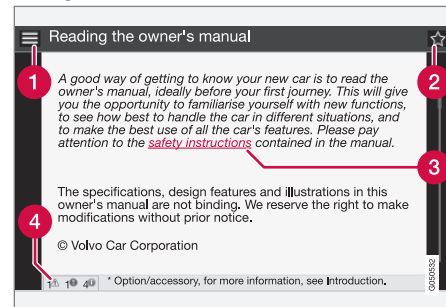 Reading the owner's manual
1
2
A good way of getting to know your new car is to read the
owner's manual, ideally before your first journey. This will give
you the opportunity to familiarise yourself with new functions,
to see how best to handle the car in different situations, and
to make the best use of all the car's features. Please pay
attention to the safety instructions contained in the manual.
3
The specifications, design features and illustrations in this
owner's manual are not binding. We reserve the right to make
modifications without prior notice.
4
© Volvo Car Corporation
1 1 4 * Option/accessory, for more information, see Introduction.
G050532